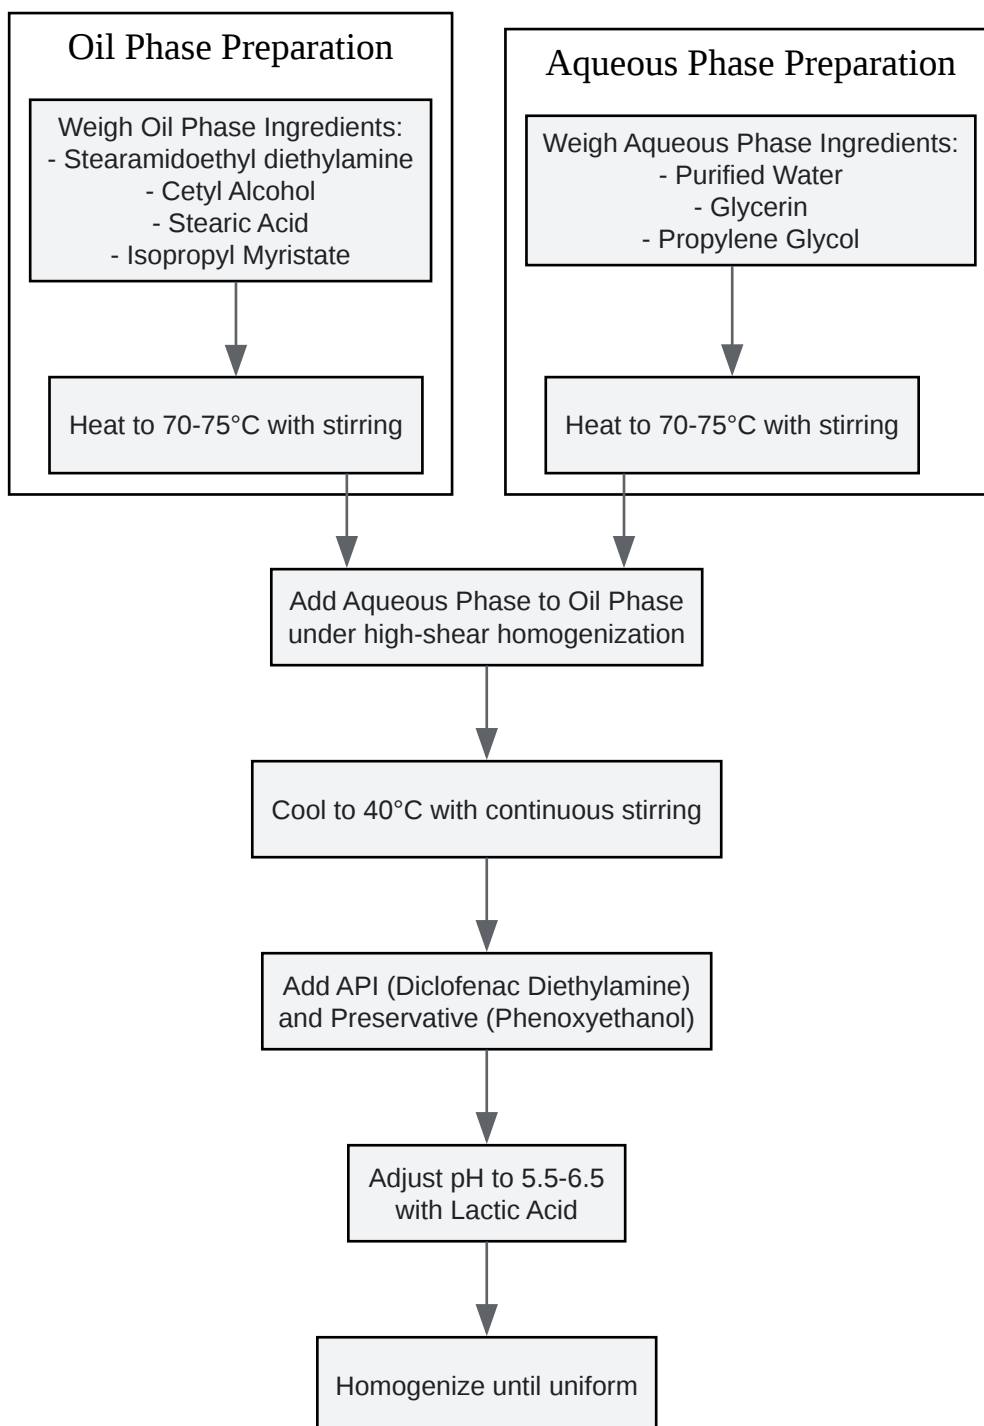 Oil Phase Preparation
Weigh Oil Phase Ingredients:
- Stearamidoethyl diethylamine
- Cetyl Alcohol
- Stearic Acid
- Isopropyl Myristate
Heat to 70-75°C with stirring
Aqueous Phase Preparation
Weigh Aqueous Phase Ingredients:
- Purified Water
- Glycerin
- Propylene Glycol
Heat to 70-75°C with stirring
Add Aqueous Phase to Oil Phase
under high-shear homogenization
Cool to 40°C with continuous stirring
Add API (Diclofenac Diethylamine)
and Preservative (Phenoxyethanol)
Adjust pH to 5.5-6.5
with Lactic Acid
Homogenize until uniform